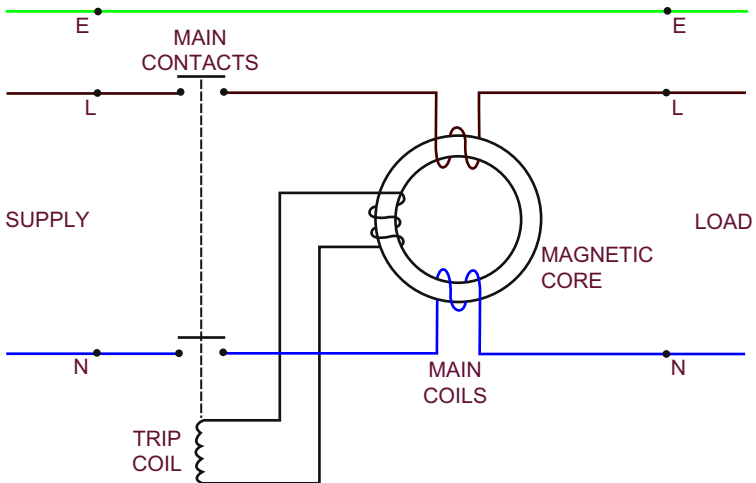 E
E
MAIN
CONTACTS
L
L
SUPPLY
LOAD
MAGNETIC
CORE
N
MAIN
COILS
N
TRIP
COIL